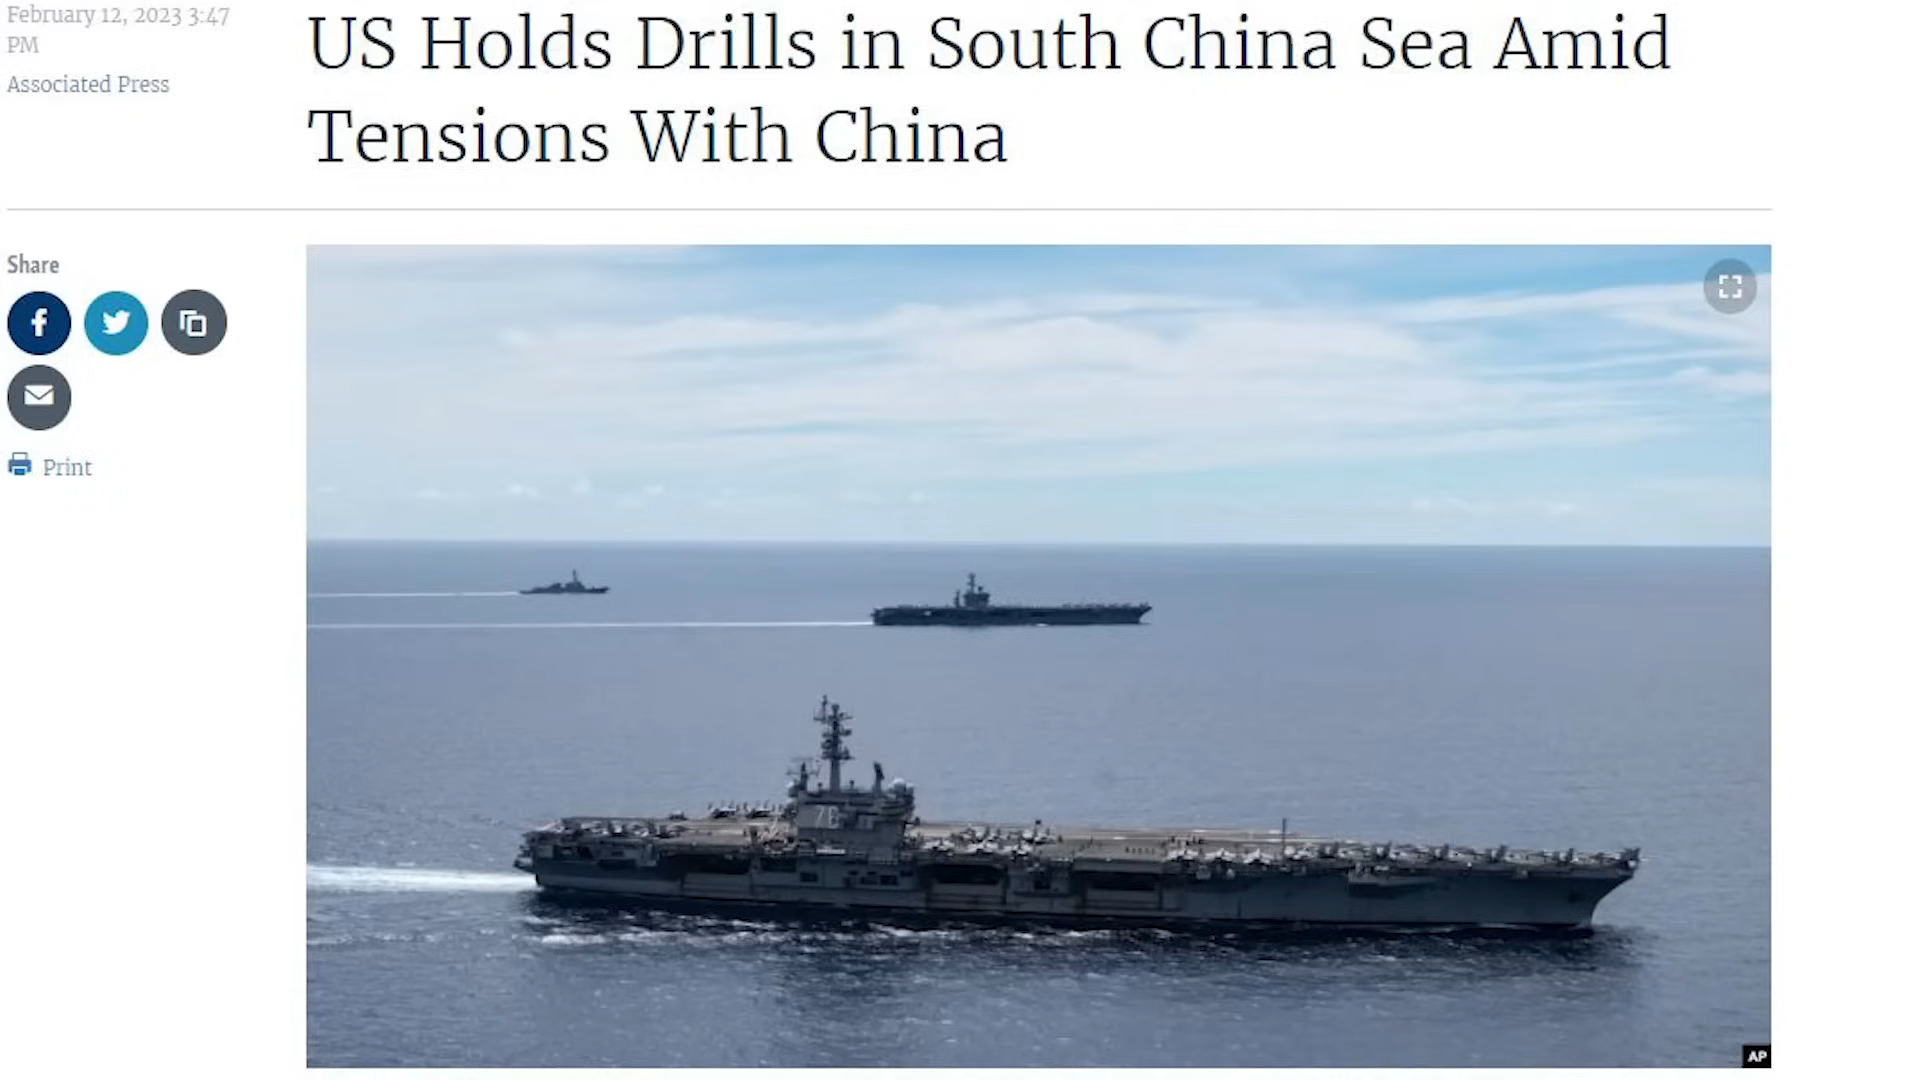 February 12, 2023 3:47
PM
Associated Press
US Holds Drills in South China Sea Amid
Tensions With China
Share
Print
76
AP